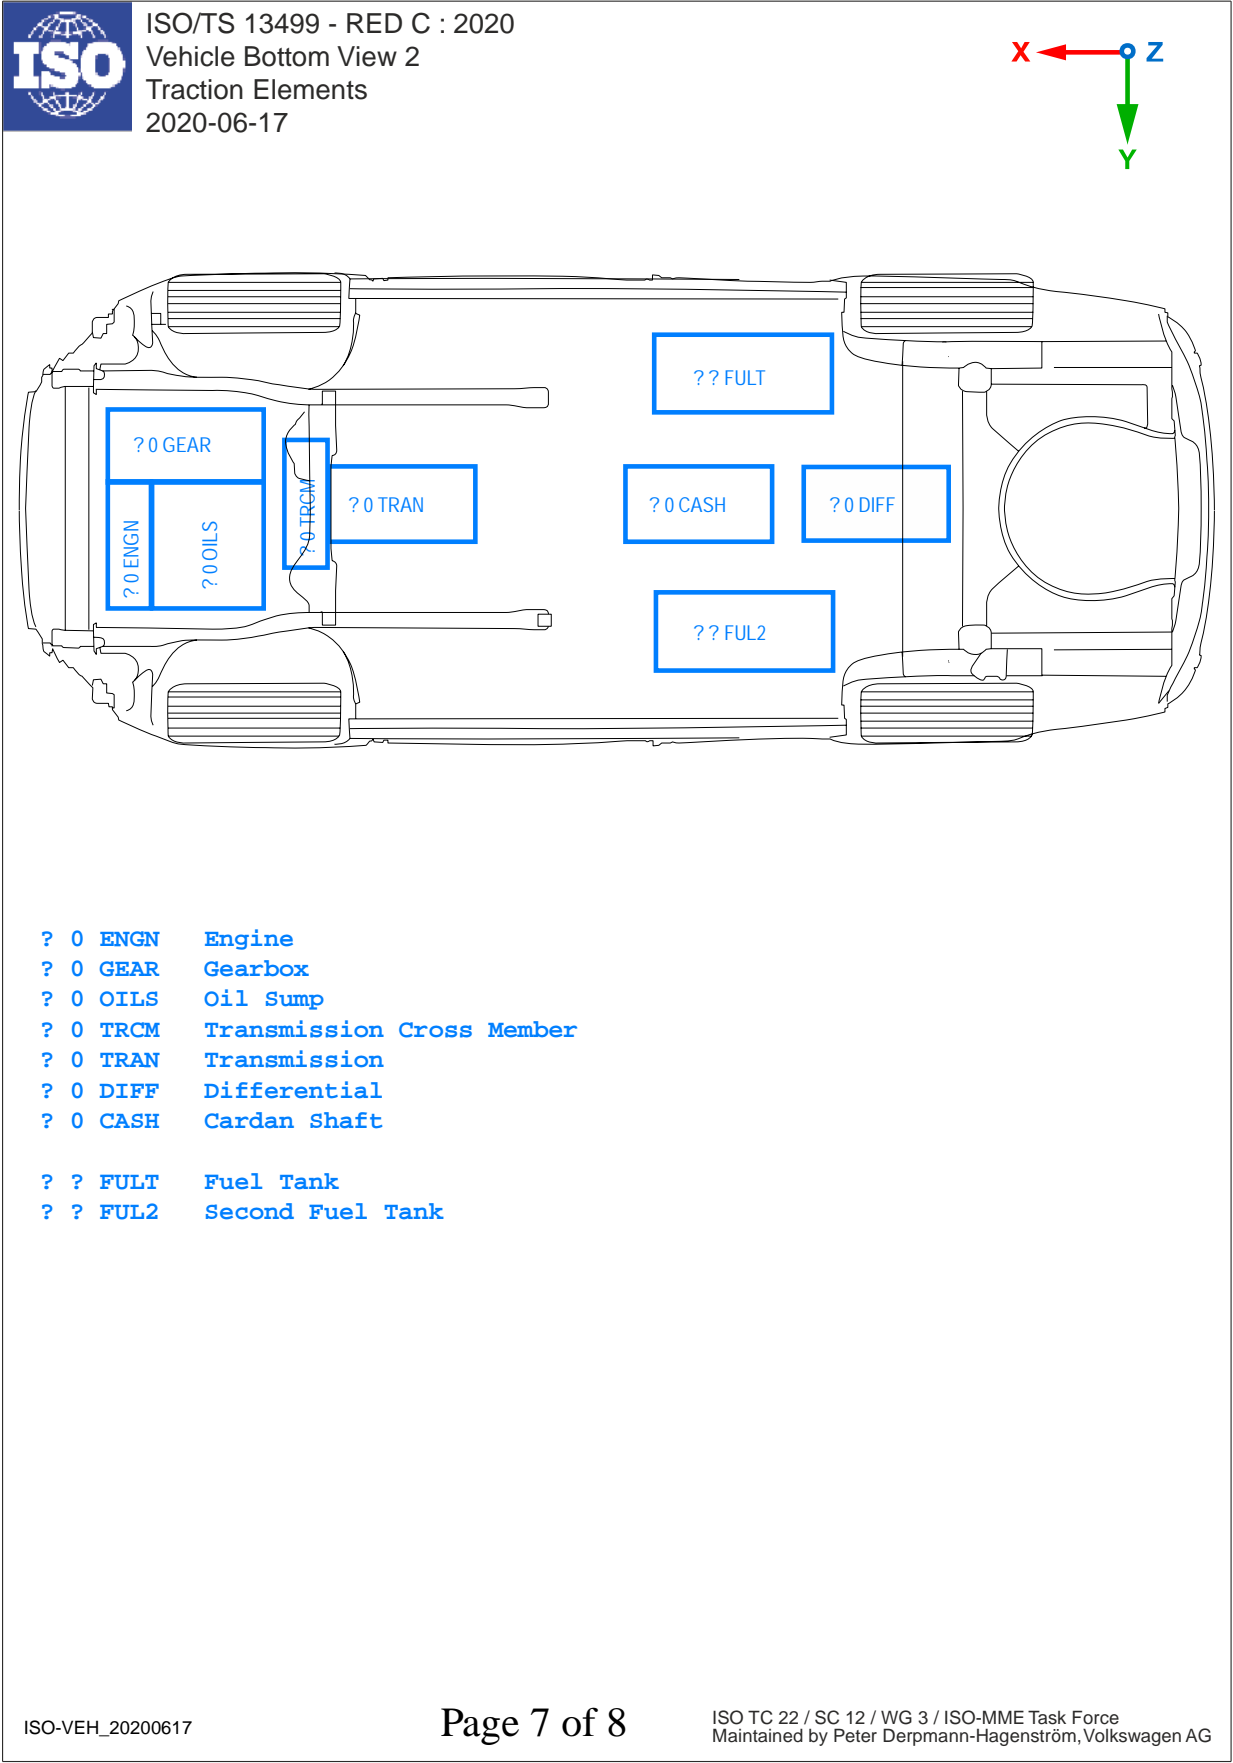 ISO
ISO/TS 13499 - RED C : 2020
Vehicle Bottom View 2
Traction Elements
2020-06-17
X
Z
Y
? ? FULT
? 0 GEAR
? 0 ENGN
? 0 OILS
? 0 TRCM
? 0 TRAN
? 0 CASH
? 0 DIFF
? ? FUL2
? 0 ENGN Engine
? 0 GEAR Gearbox
? 0 OILS Oil Sump
? 0 TRCM Transmission Cross Member
? 0 TRAN Transmission
? 0 DIFF Differential
? 0 CASH Cardan Shaft
? ? FULT Fuel Tank
? ? FUL2 Second Fuel Tank
ISO-VEH_20200617
Page 7 of 8
ISO TC 22 / SC 12 / WG 3 / ISO-MME Task Force
Maintained by Peter Derpmann-Hagenström, Volkswagen AG